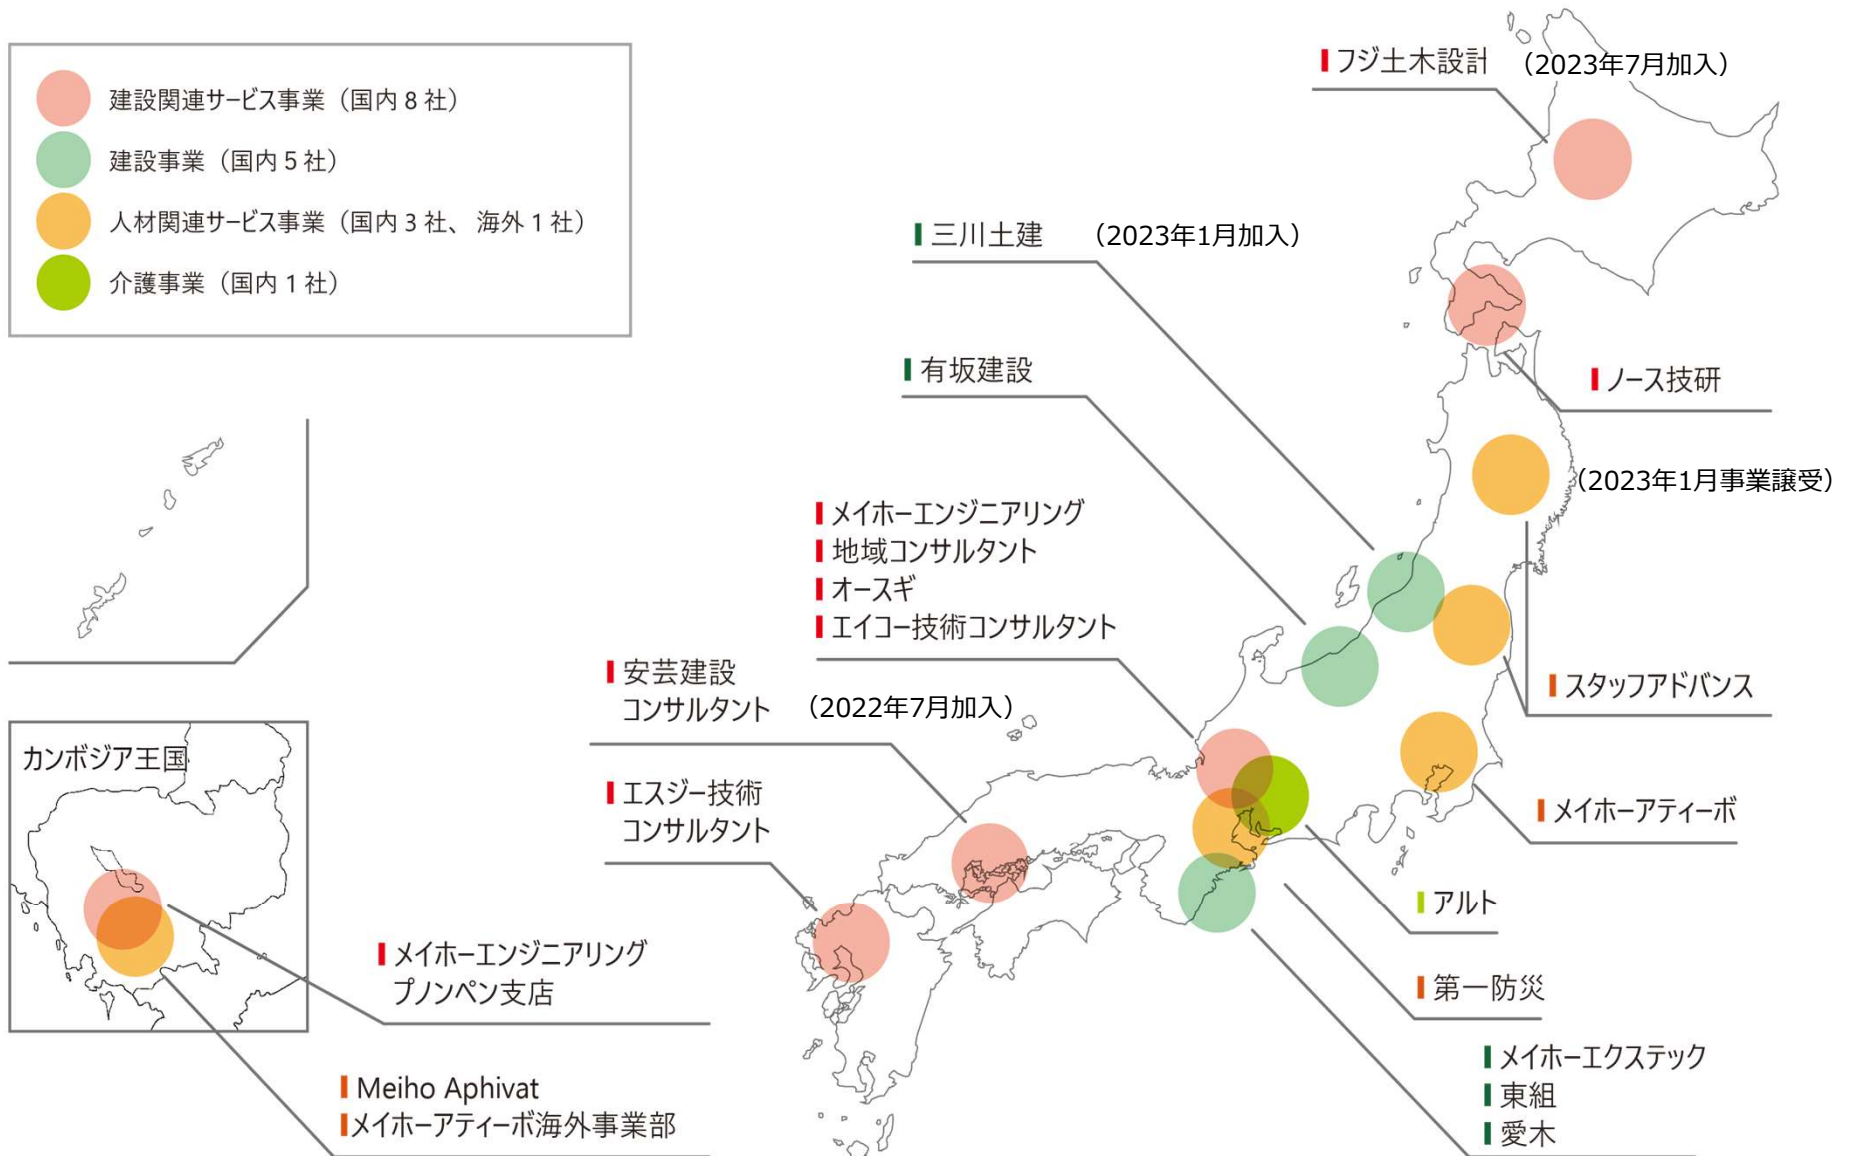 建設関連サービス事業（国内 8 社）
建設事業（国内 5 社）
人材関連サービス事業（国内 3 社、 海外 1 社）
介護事業（国内 1 社）
フジ土木設計 （2023年7月加入）
三川土建 （2023年1月加入）
有坂建設
ノース技研
（2023年1月事業譲受）
メイホーエンジニアリング
地域コンサルタント
オースギ
エイコー技術コンサルタント
安芸建設
コンサルタント （2022年7月加入）
スタッフアドバンス
エスジー技術
コンサルタント
メイホーアティーボ
カンボジア王国
アルト
メイホーエンジニアリング
プノンペン支店
第一防災
メイホーエクステック
東組
愛木
Meiho Aphivat
メイホーアティーボ海外事業部